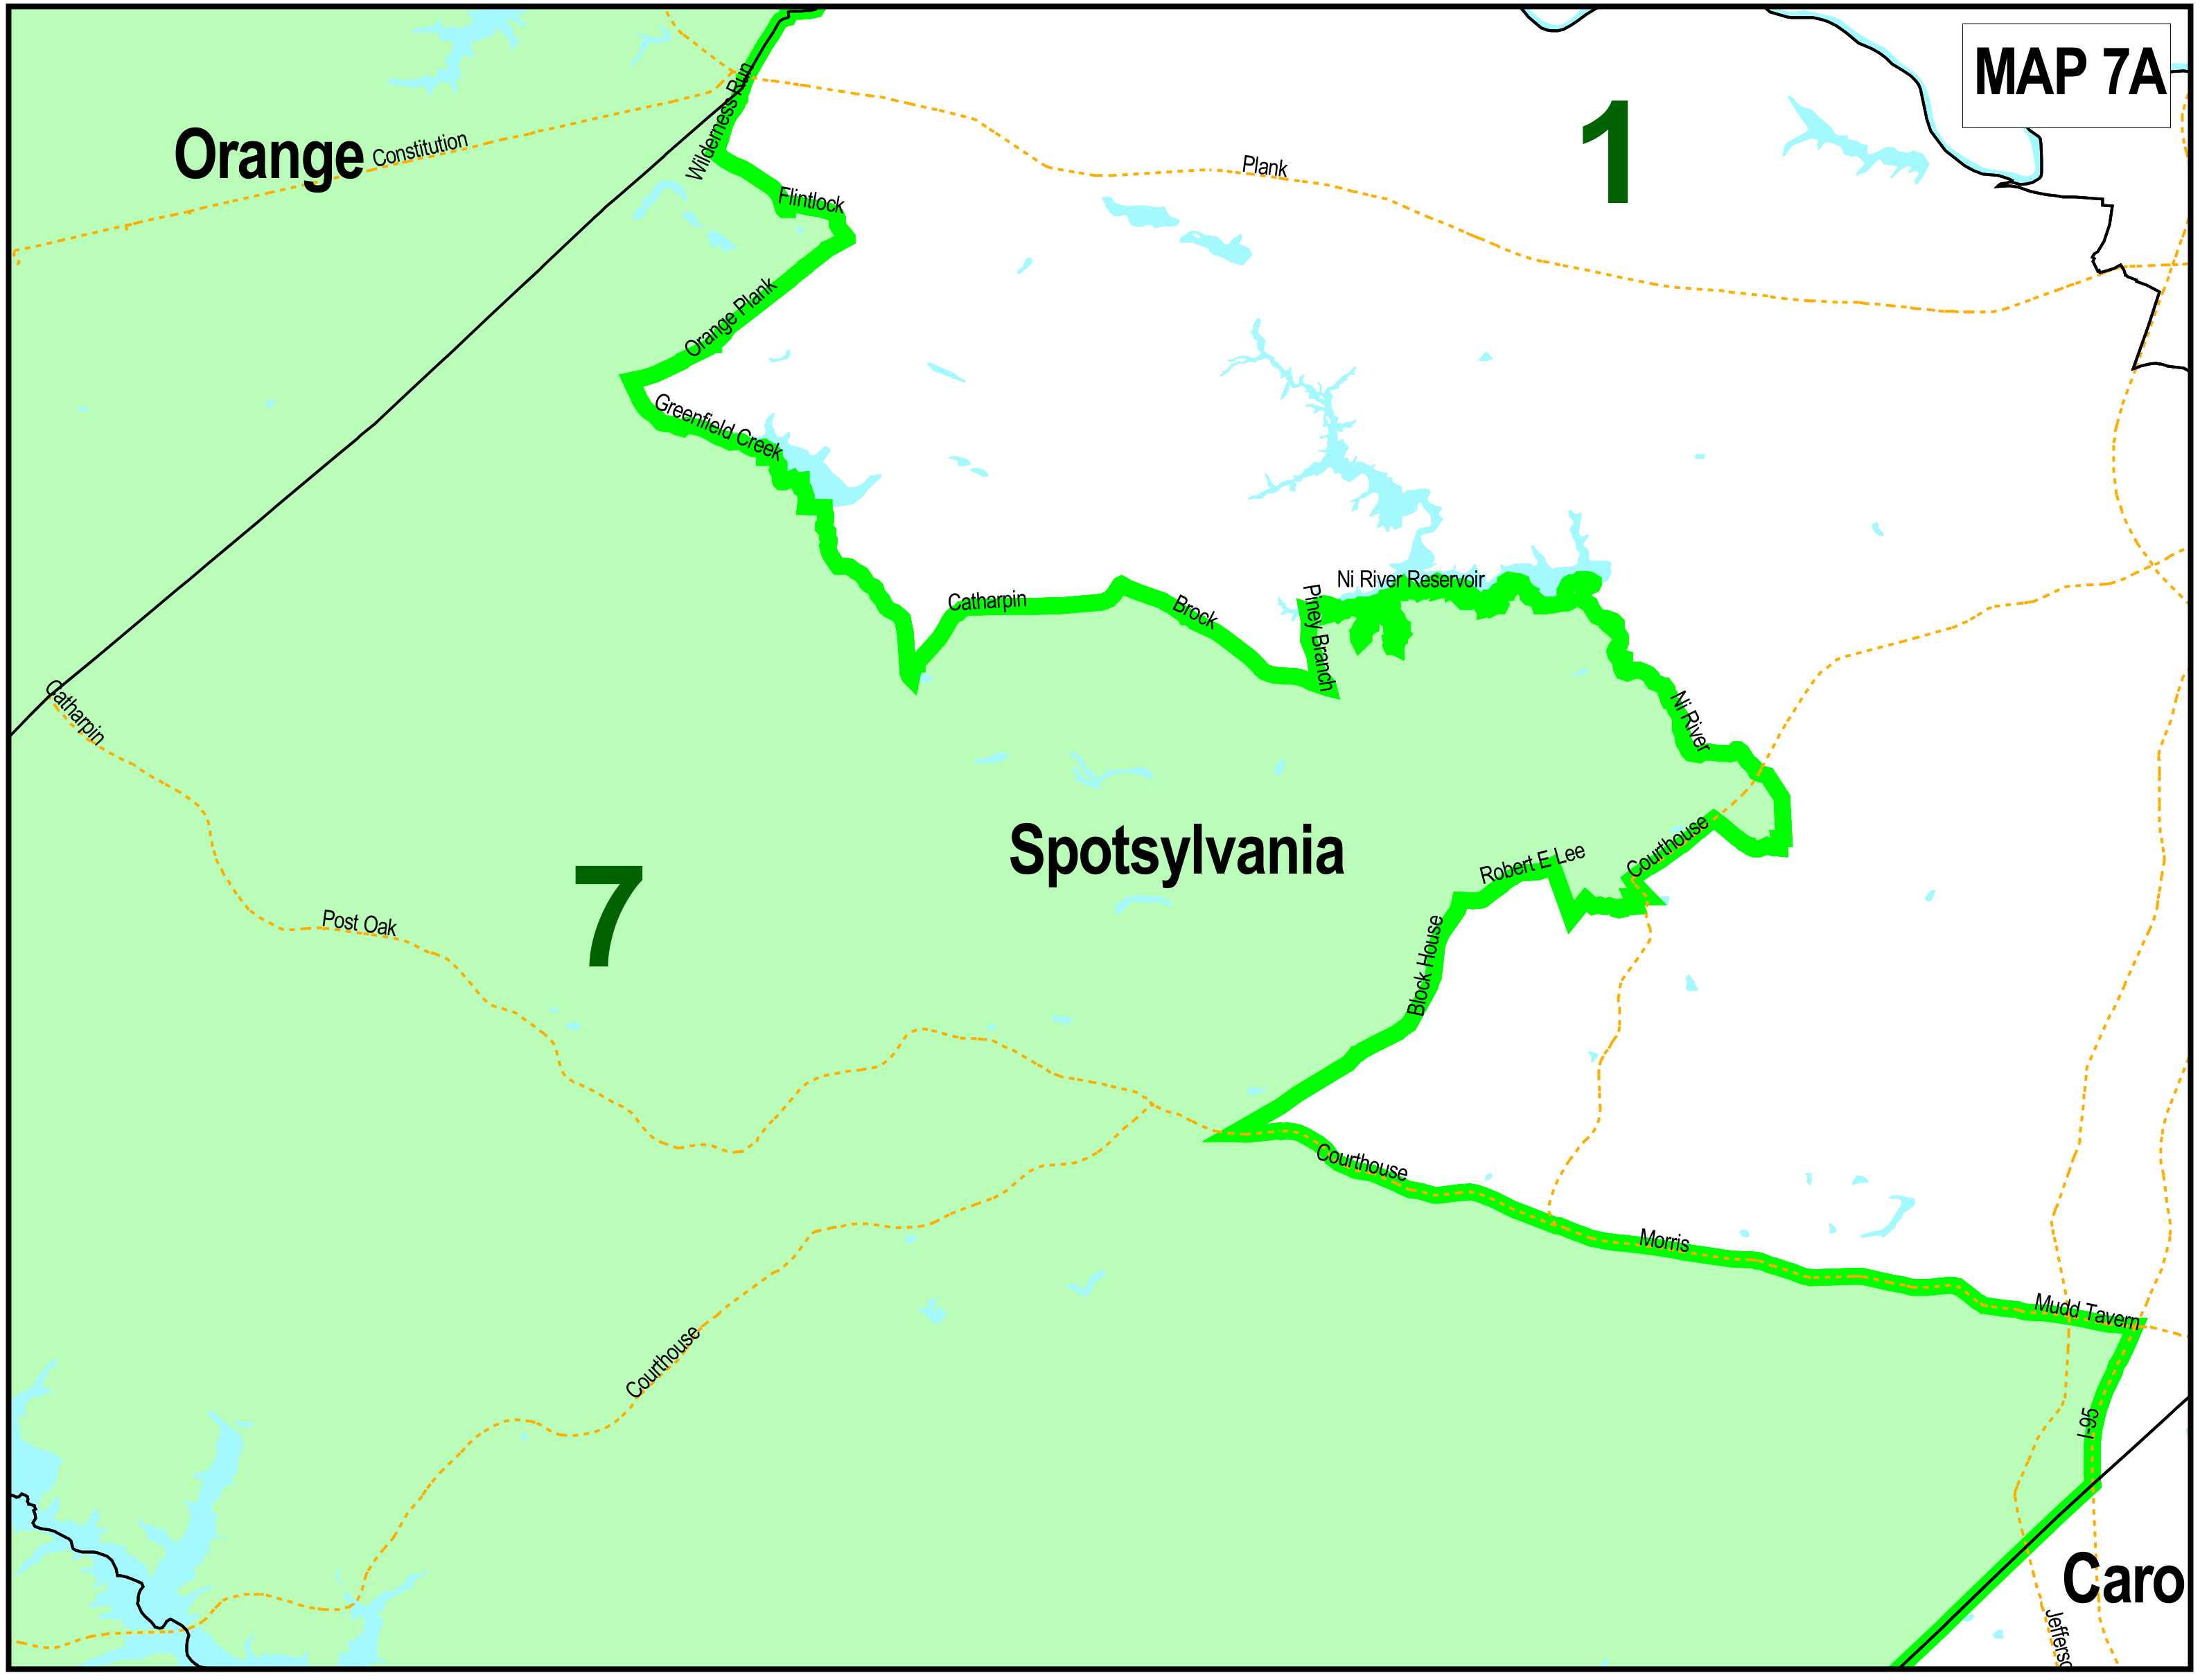 MAP 7A
1
Orange
Constitution
Wilderness Run
Plank
Flintlock
Orange Plank
Greenfield Creek
Catharpin
Brock
Ni River Reservoir
Piney Branch
Catharpin
Ni River
Spotsylvania
7
Courthouse
Robert E Lee
Post Oak
Block House
Courthouse
Morris
Mudd Tavern
Courthouse
I-95
Caro
Jefferso